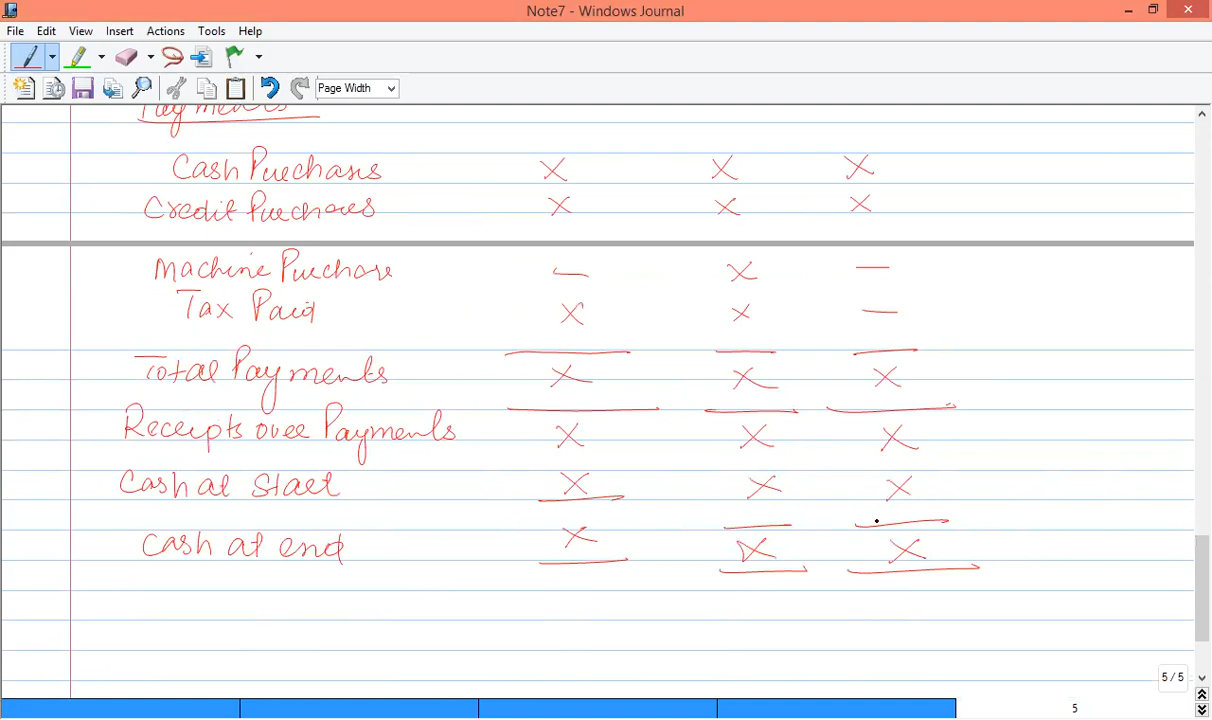 Note7 - Windows Journal
File Edit View Insert Actions Tools Help
Page Width
Payments
Cash Purchases X X X
Credit Purchases X X X
Machine Purchase — X —
Tax Paid X X —
Total Payments X X X
Receipts over Payments X X X
Cash at Start X X X
Cash at end X X X
5 / 5
5